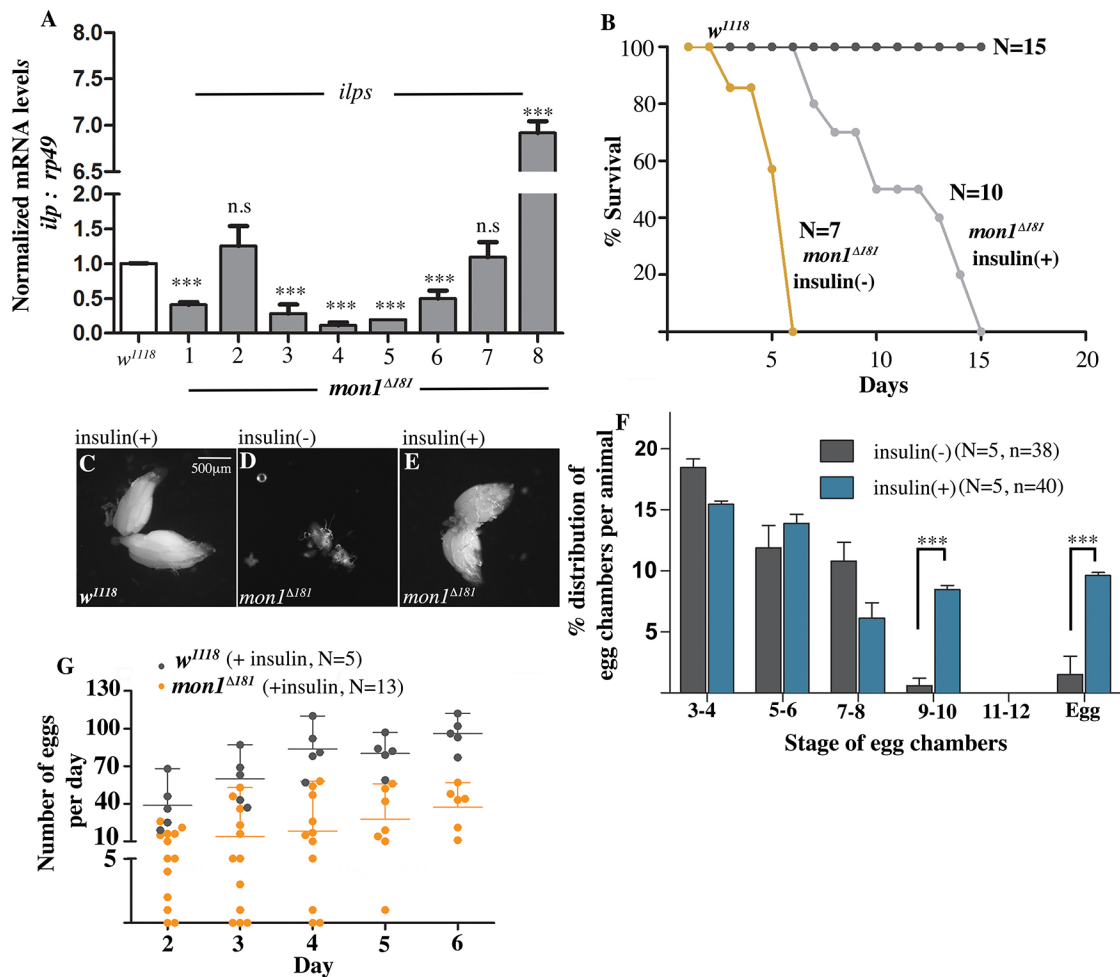 A
Normalized mRNA levels
ilp : rp49
8.0
7.5
7.0
6.5
2.0
1.5
1.0
0.5
0.0
ilps
***
n.s
***
***
***
***
n.s
***
w1118
1
2
3
4
5
6
7
8
mon1Δ181
B
w1118
% Survival
100
80
60
40
20
N=15
N=10
mon1Δ181
insulin(+)
N=7
mon1Δ181
insulin(-)
5
10
15
20
Days
insulin(+)
insulin(-)
insulin(+)
C
500μm
D
E
w1118
mon1Δ181
mon1Δ181
F
% distribution of
egg chambers per animal
20
15
10
5
insulin(-) (N=5, n=38)
insulin(+) (N=5, n=40)
***
***
3-4
5-6
7-8
9-10
11-12
Egg
Stage of egg chambers
G
w1118 (+ insulin, N=5)
mon1Δ181 (+insulin, N=13)
Number of eggs
per day
130
100
70
40
10
5
2
3
4
5
6
Day